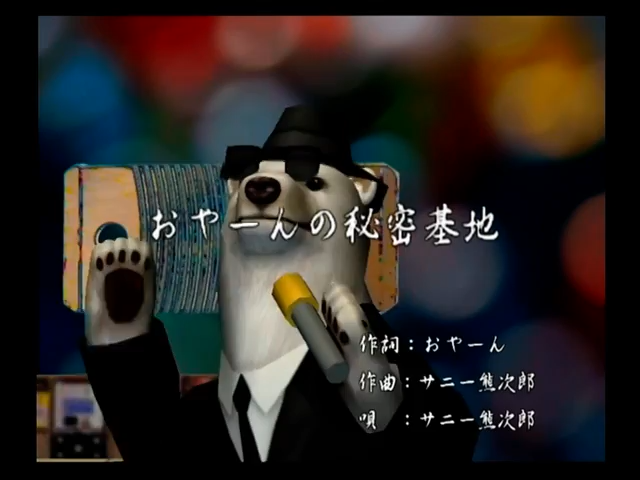 おやーんの秘密基地
作詞：おやーん
作曲：サニー熊次郎
唄　：サニー熊次郎